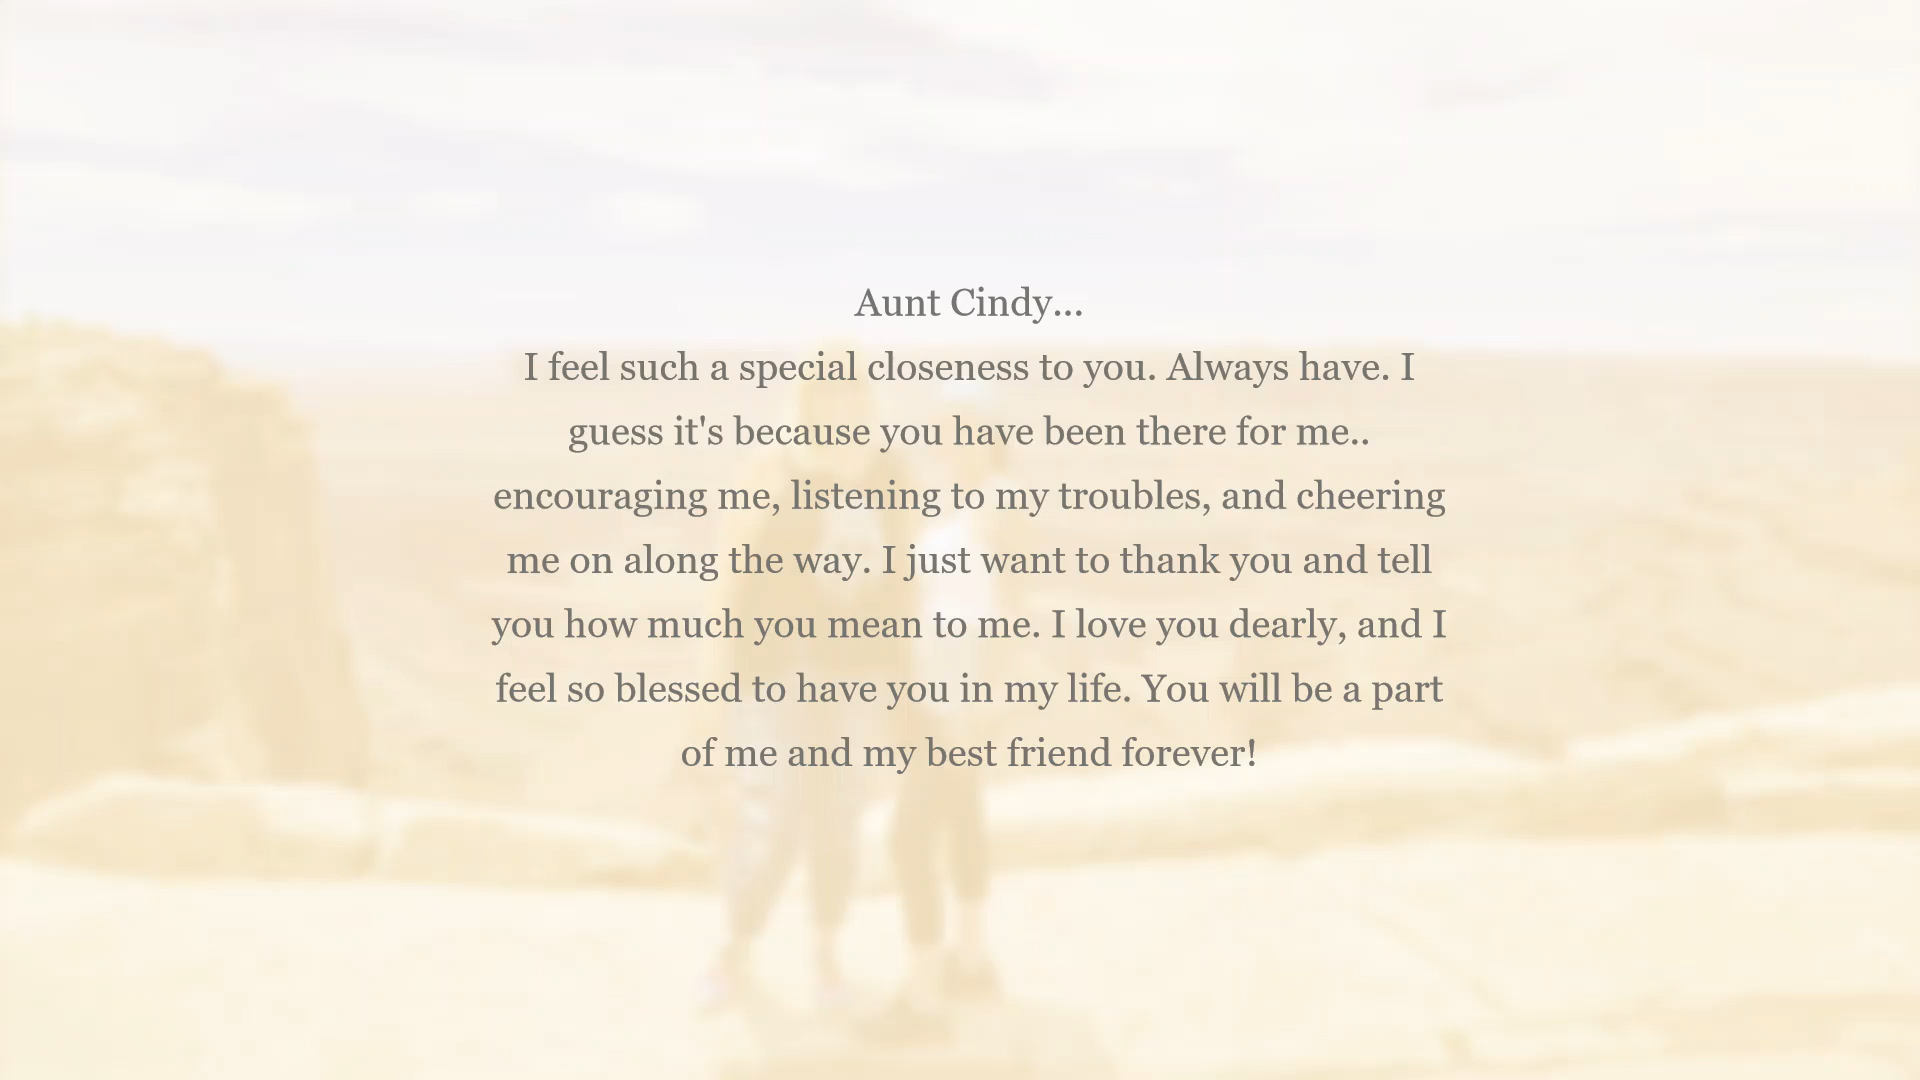 Aunt Cindy...
I feel such a special closeness to you. Always have. I
guess it's because you have been there for me..
encouraging me, listening to my troubles, and cheering
me on along the way. I just want to thank you and tell
you how much you mean to me. I love you dearly, and I
feel so blessed to have you in my life. You will be a part
of me and my best friend forever!